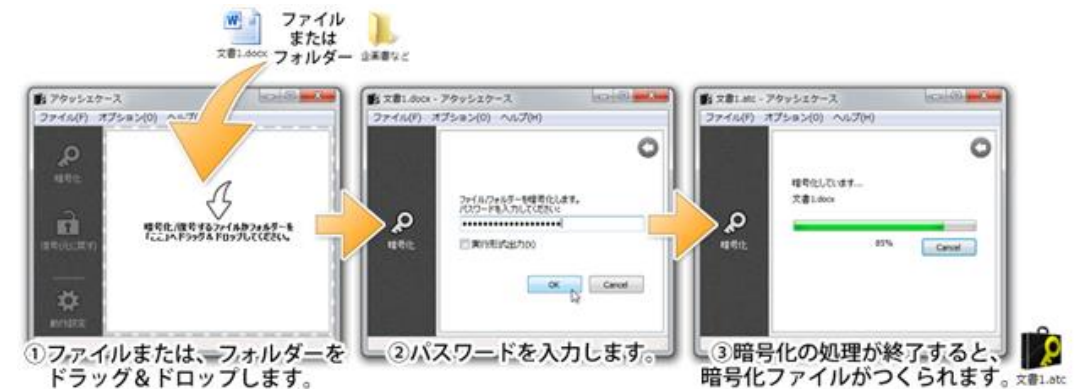 ファイル
または
フォルダー
文書1.docx
企画書など
アタッシェケース
ファイル(F) オプション(O) ヘルプ(
暗号化
復号(元に戻す)
動作設定
暗号化/復号するファイルかフォルダーを
「ここ」へドラッグ＆ドロップしてください。
①ファイルまたは、フォルダーを
ドラッグ＆ドロップします。
文書1.docx - アタッシェケース
ファイル(F) オプション(O) ヘルプ(H)
暗号化
ファイル/フォルダーを暗号化します。
パスワードを入力してください:
実行形式出力(X)
OK
Cancel
②パスワードを入力します。
文書1.atc - アタッシェケース
ファイル(F) オプション(O) ヘルプ(H)
暗号化
暗号化しています...
文書1.docx
85%
Cancel
③暗号化の処理が終了すると、
暗号化ファイルがつくられます。
文書1.atc